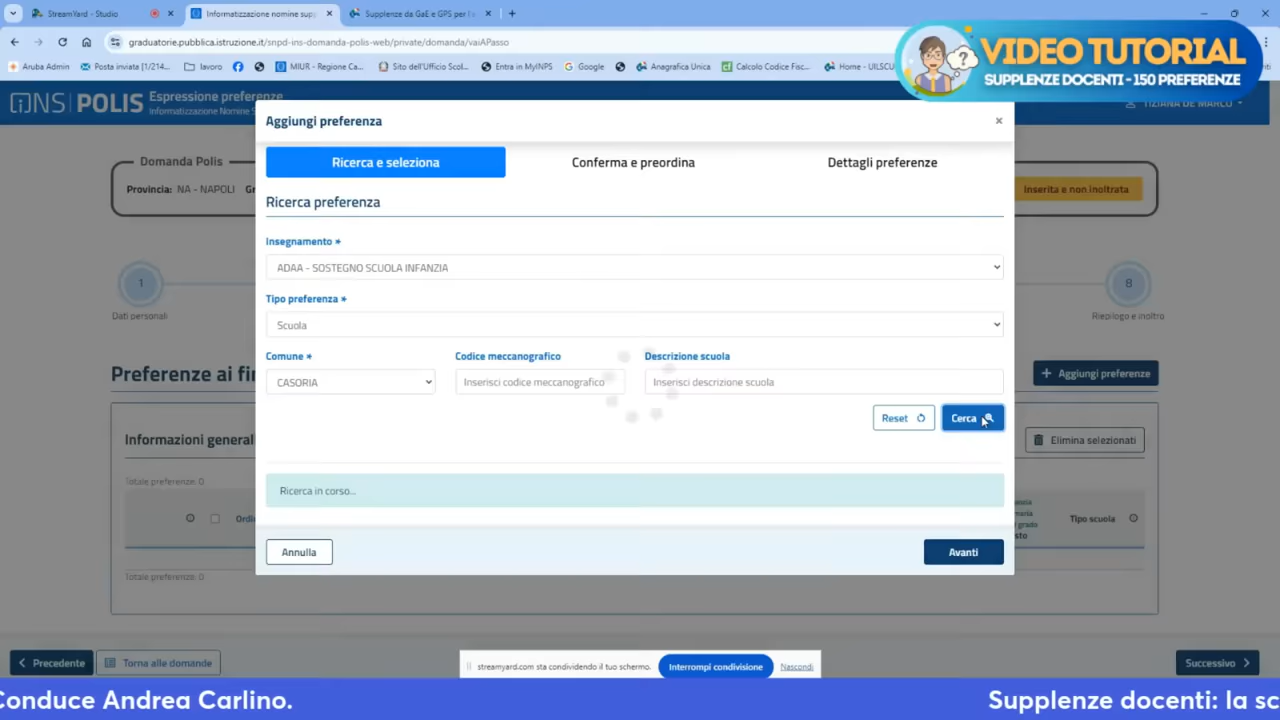 StreamYard - Studio
Informatizzazione nomine supp
Supplenze da GaE e GPS per l'a
graduatorie.pubblica.istruzione.it/snpd-ins-domanda-polis-web/private/domanda/vaiAPasso
Aruba Admin
Posta inviata (1/214...
lavoro
MIUR - Regione Ca...
Sito dell'Ufficio Scol...
Entra in MyINPS
Google
Anagrafica Unica
Calcolo Codice Fisc...
Home - UILSCU
VIDEO TUTORIAL
SUPPLENZE DOCENTI - 150 PREFERENZE
INS | POLIS
Espressione preferenze
Informatizzazione Nomine S
TIZIANA DE MARCO
Aggiungi preferenza
×
Ricerca e seleziona
Conferma e preordina
Dettagli preferenze
Domanda Polis
Provincia: NA - NAPOLI
Inserita e non inoltrata
Ricerca preferenza
Insegnamento *
ADAA - SOSTEGNO SCUOLA INFANZIA
1
Dati personali
8
Riepilogo e inoltro
Tipo preferenza *
Scuola
Comune *
Codice meccanografico
Descrizione scuola
CASORIA
Inserisci codice meccanografico
Inserisci descrizione scuola
Preferenze ai fi
+ Aggiungi preferenze
Reset
Cerca
Informazioni general
Elimina selezionati
Totale preferenze: 0
Ricerca in corso...
Ordi
Tipo scuola
Annulla
Avanti
Totale preferenze: 0
Precedente
Torna alle domande
streamyard.com sta condividendo il tuo schermo.
Interrompi condivisione
Nascondi
Successivo
Conduce Andrea Carlino.
Supplenze docenti: la sc